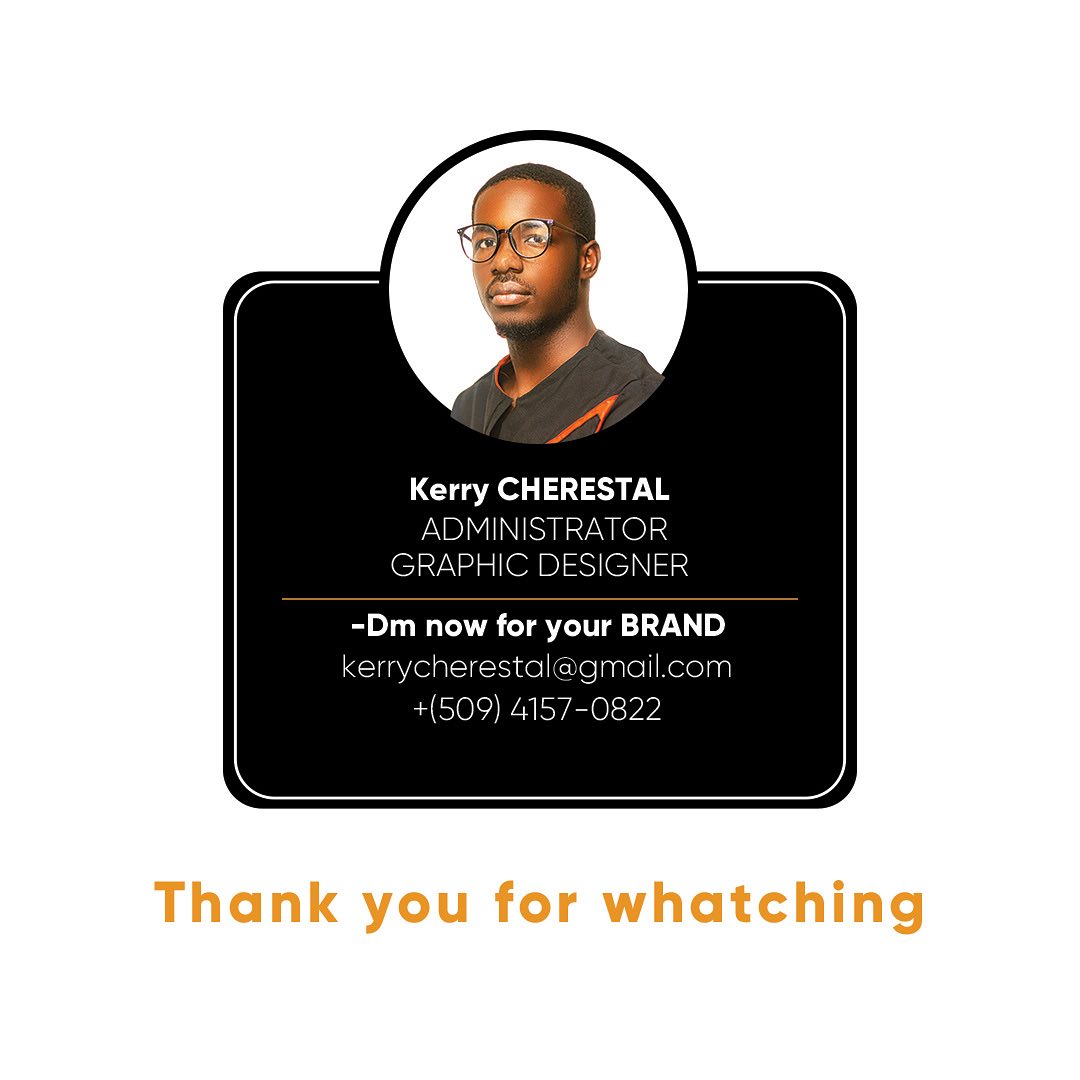 Kerry CHERESTAL
ADMINISTRATOR
GRAPHIC DESIGNER
-Dm now for your BRAND
kerrycherestal@gmail.com
+(509) 4157-0822
Thank you for whatching